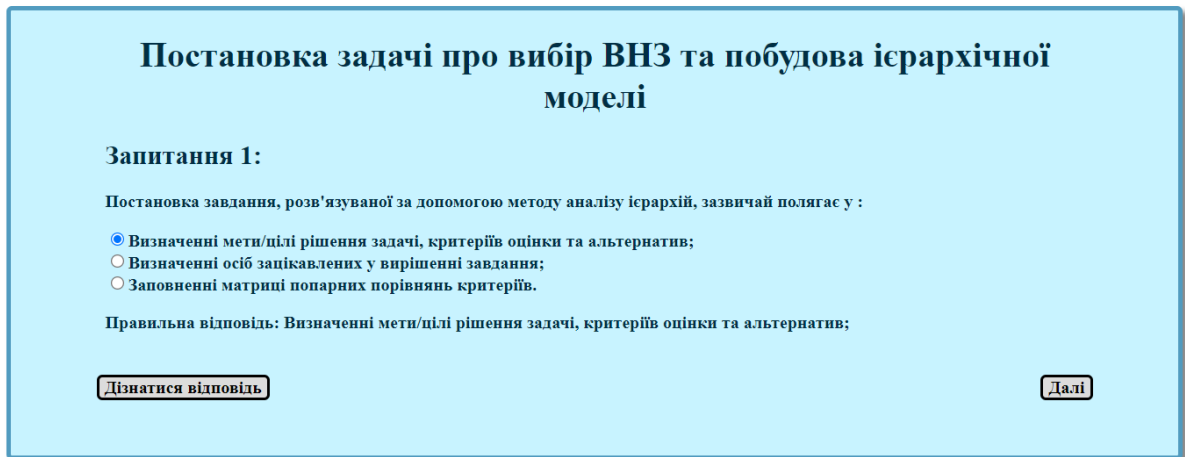 Постановка задачі про вибір ВНЗ та побудова ієрархічної
моделі
Запитання 1:
Постановка завдання, розв'язуваної за допомогою методу аналізу ієрархій, зазвичай полягає у :
Визначенні мети/цілі рішення задачі, критеріїв оцінки та альтернатив;
Визначенні осіб зацікавлених у вирішенні завдання;
Заповненні матриці попарних порівнянь критеріїв.
Правильна відповідь: Визначенні мети/цілі рішення задачі, критеріїв оцінки та альтернатив;
Дізнатися відповідь
Далі